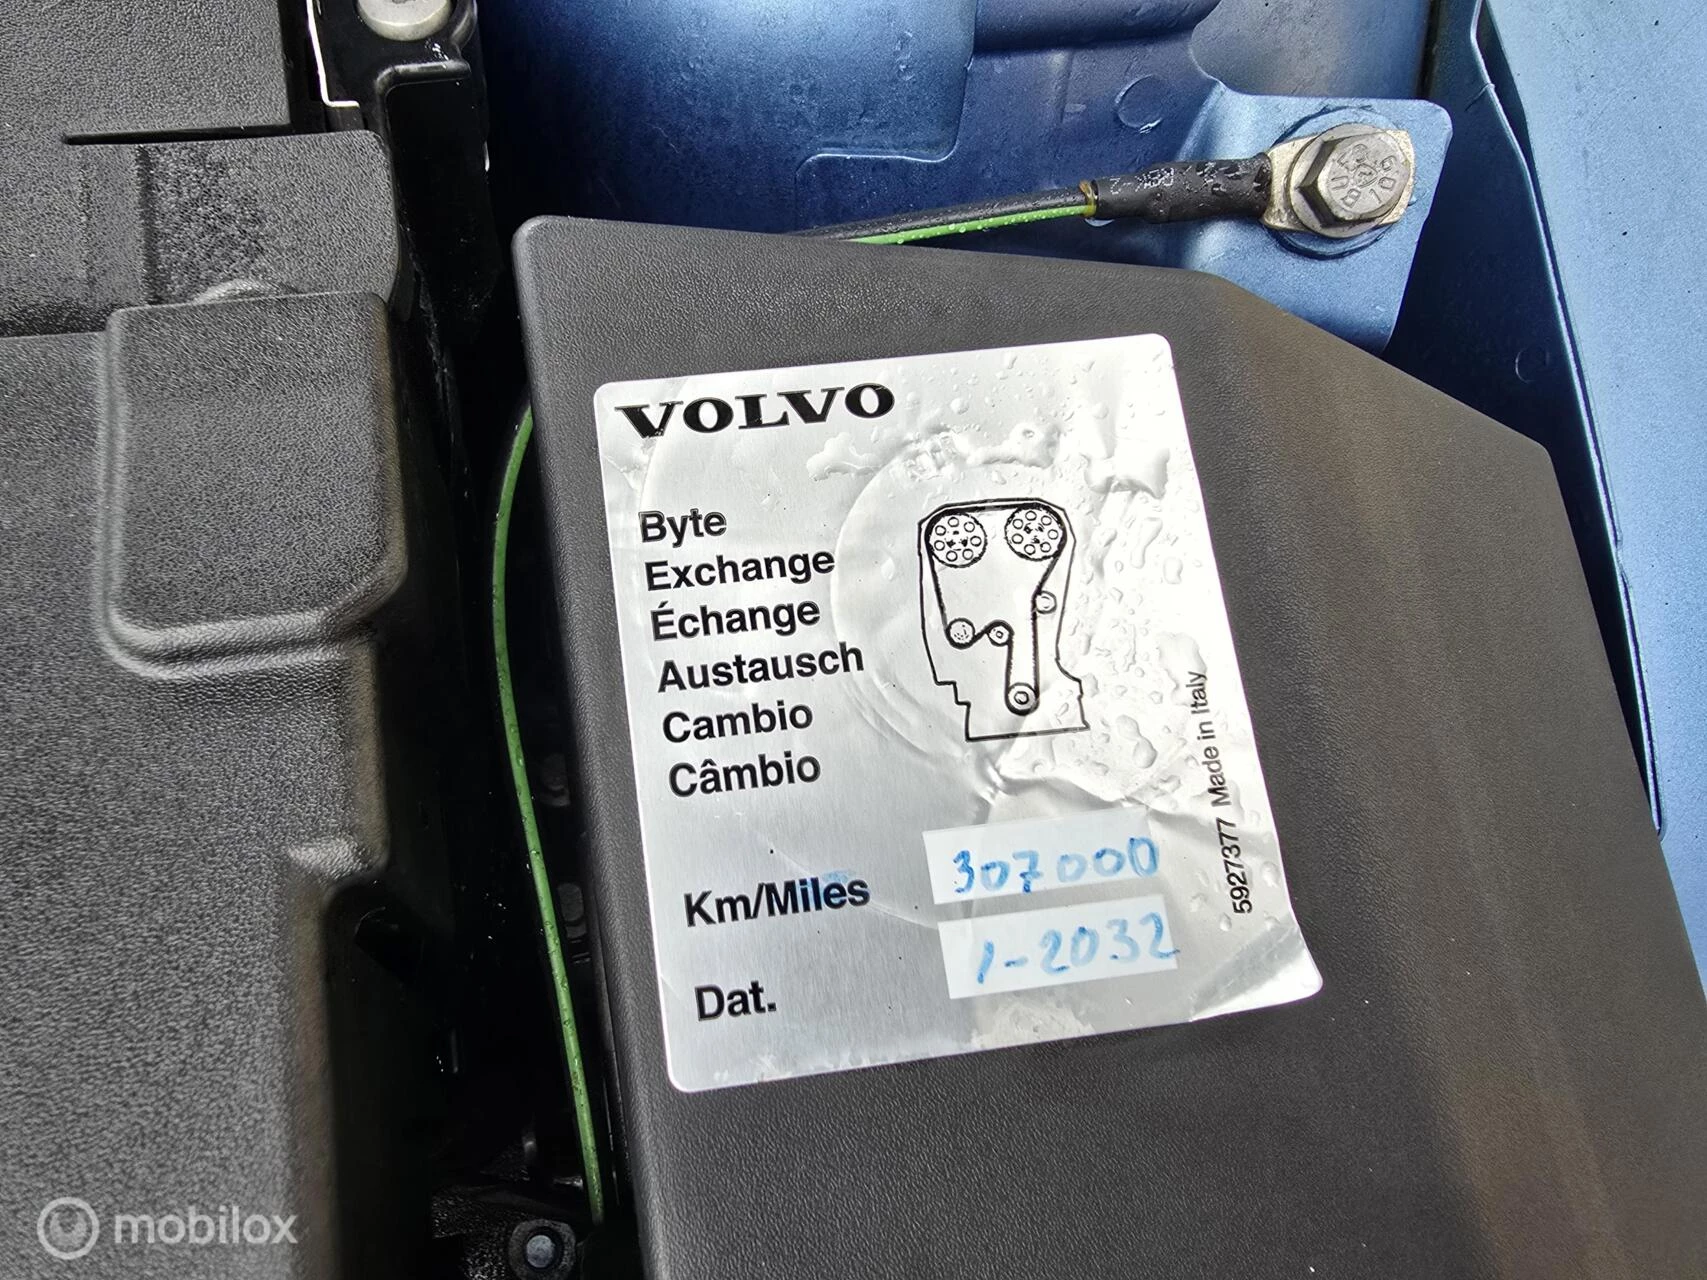 VOLVO
Byte
Exchange
Échange
Austausch
Cambio
Câmbio
Km/Miles 307000
Dat. 1-2032
5927377 Made in Italy
mobilox